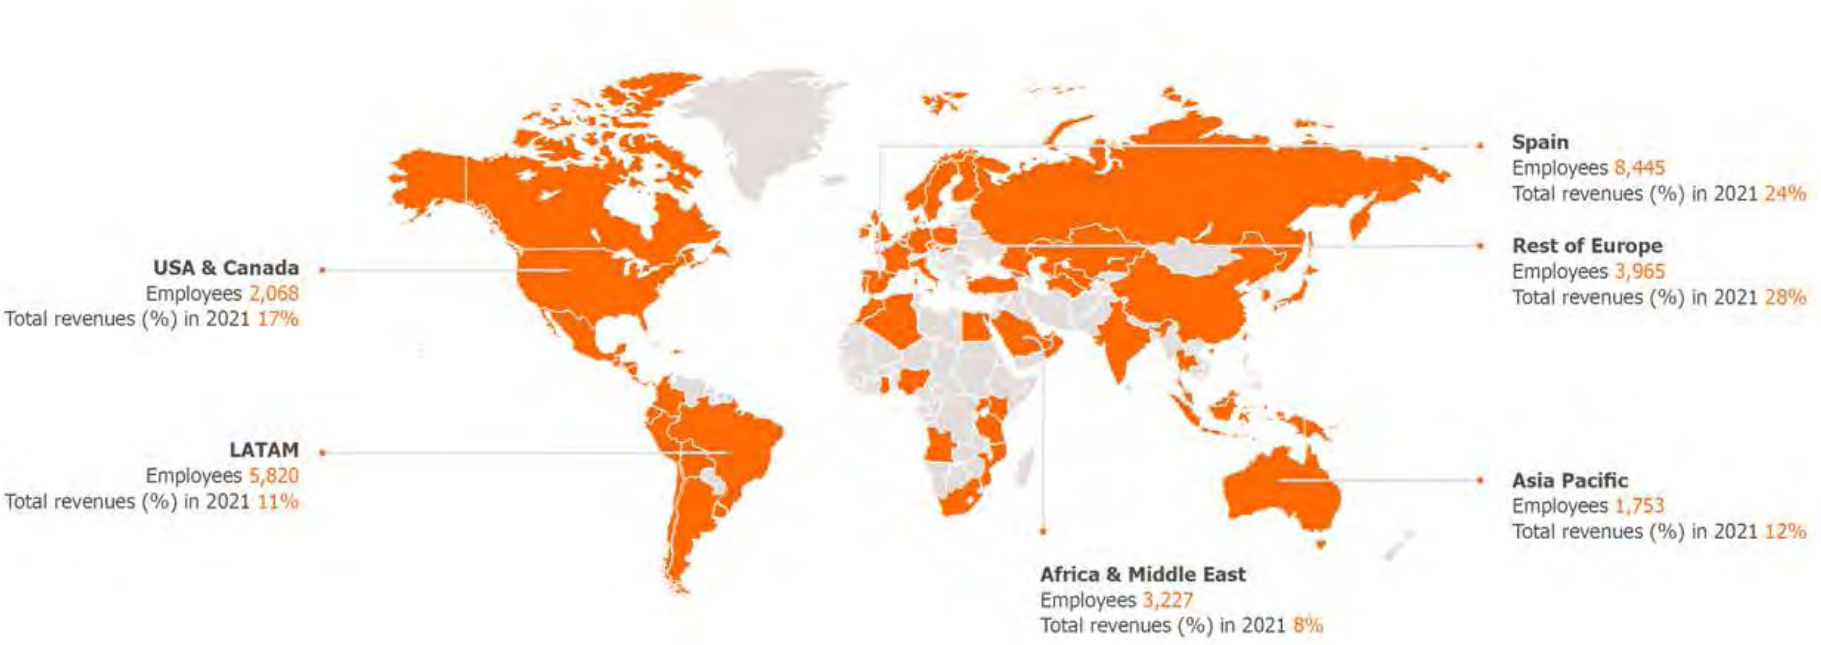 USA & Canada
Employees 2,068
Total revenues (%) in 2021 17%
LATAM
Employees 5,820
Total revenues (%) in 2021 11%
Spain
Employees 8,445
Total revenues (%) in 2021 24%
Rest of Europe
Employees 3,965
Total revenues (%) in 2021 28%
Asia Pacific
Employees 1,753
Total revenues (%) in 2021 12%
Africa & Middle East
Employees 3,227
Total revenues (%) in 2021 8%